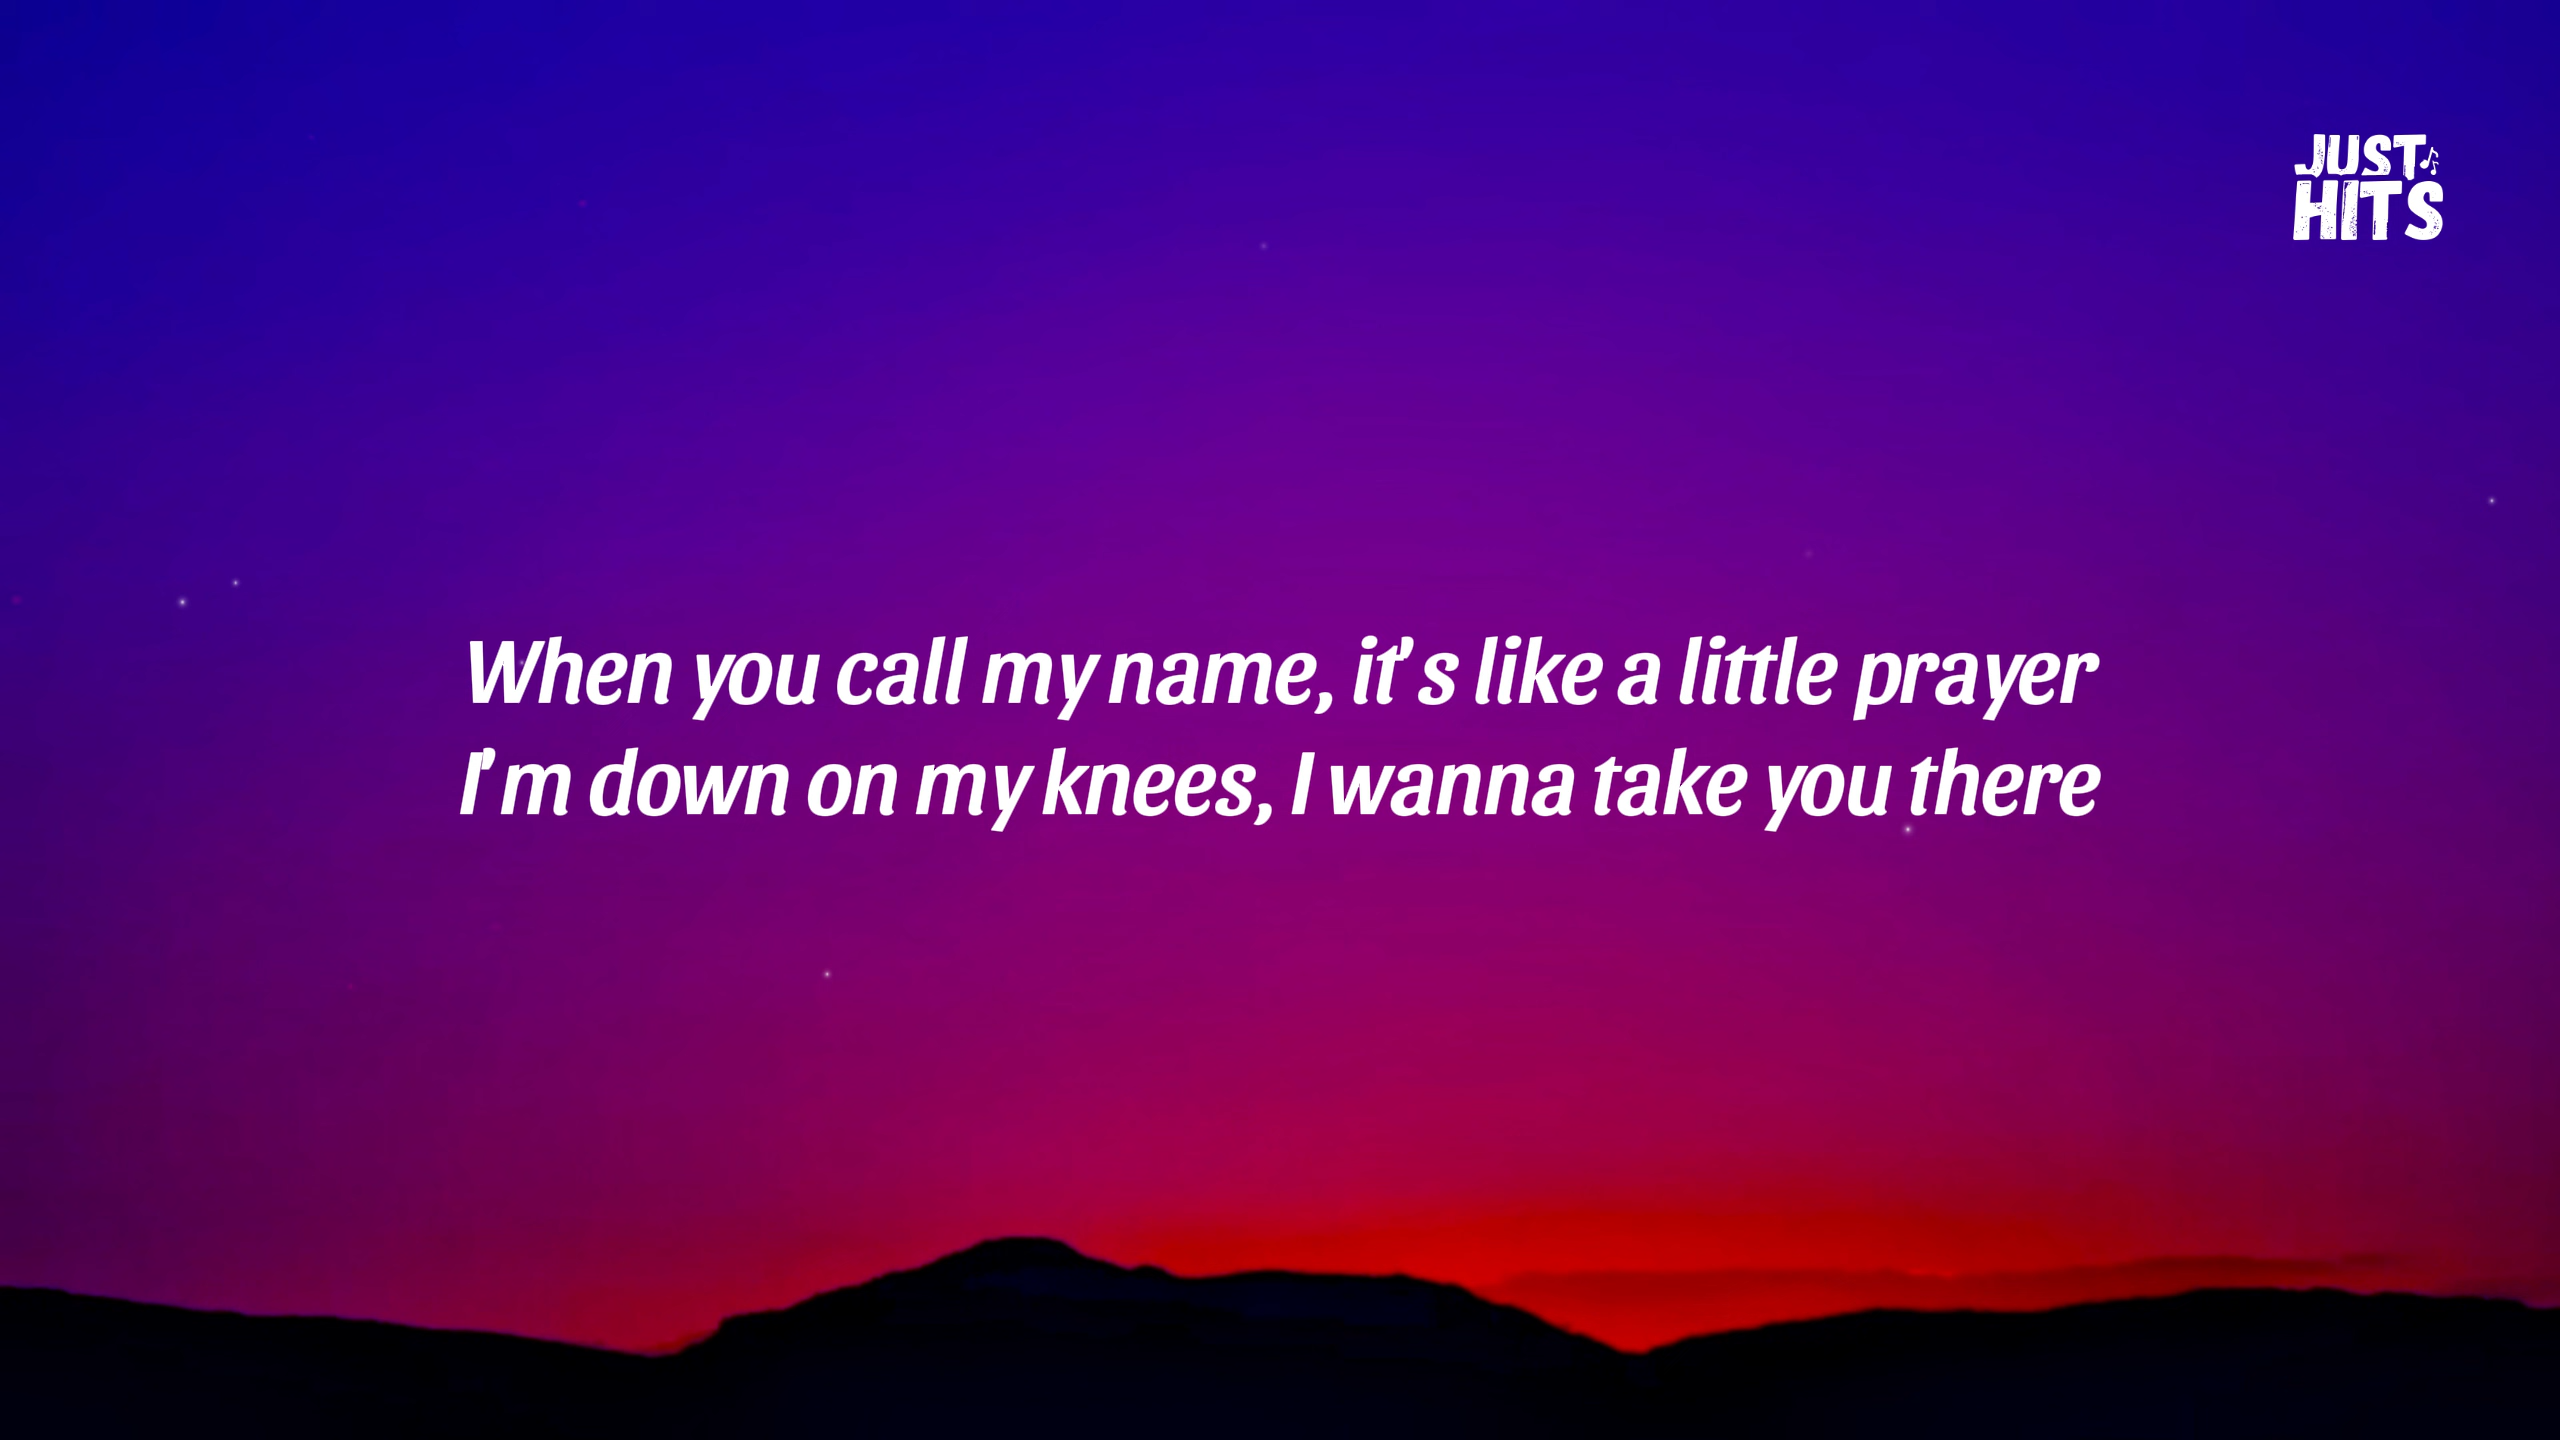 JUST
HITS
When you call my name, it's like a little prayer
I'm down on my knees, I wanna take you there